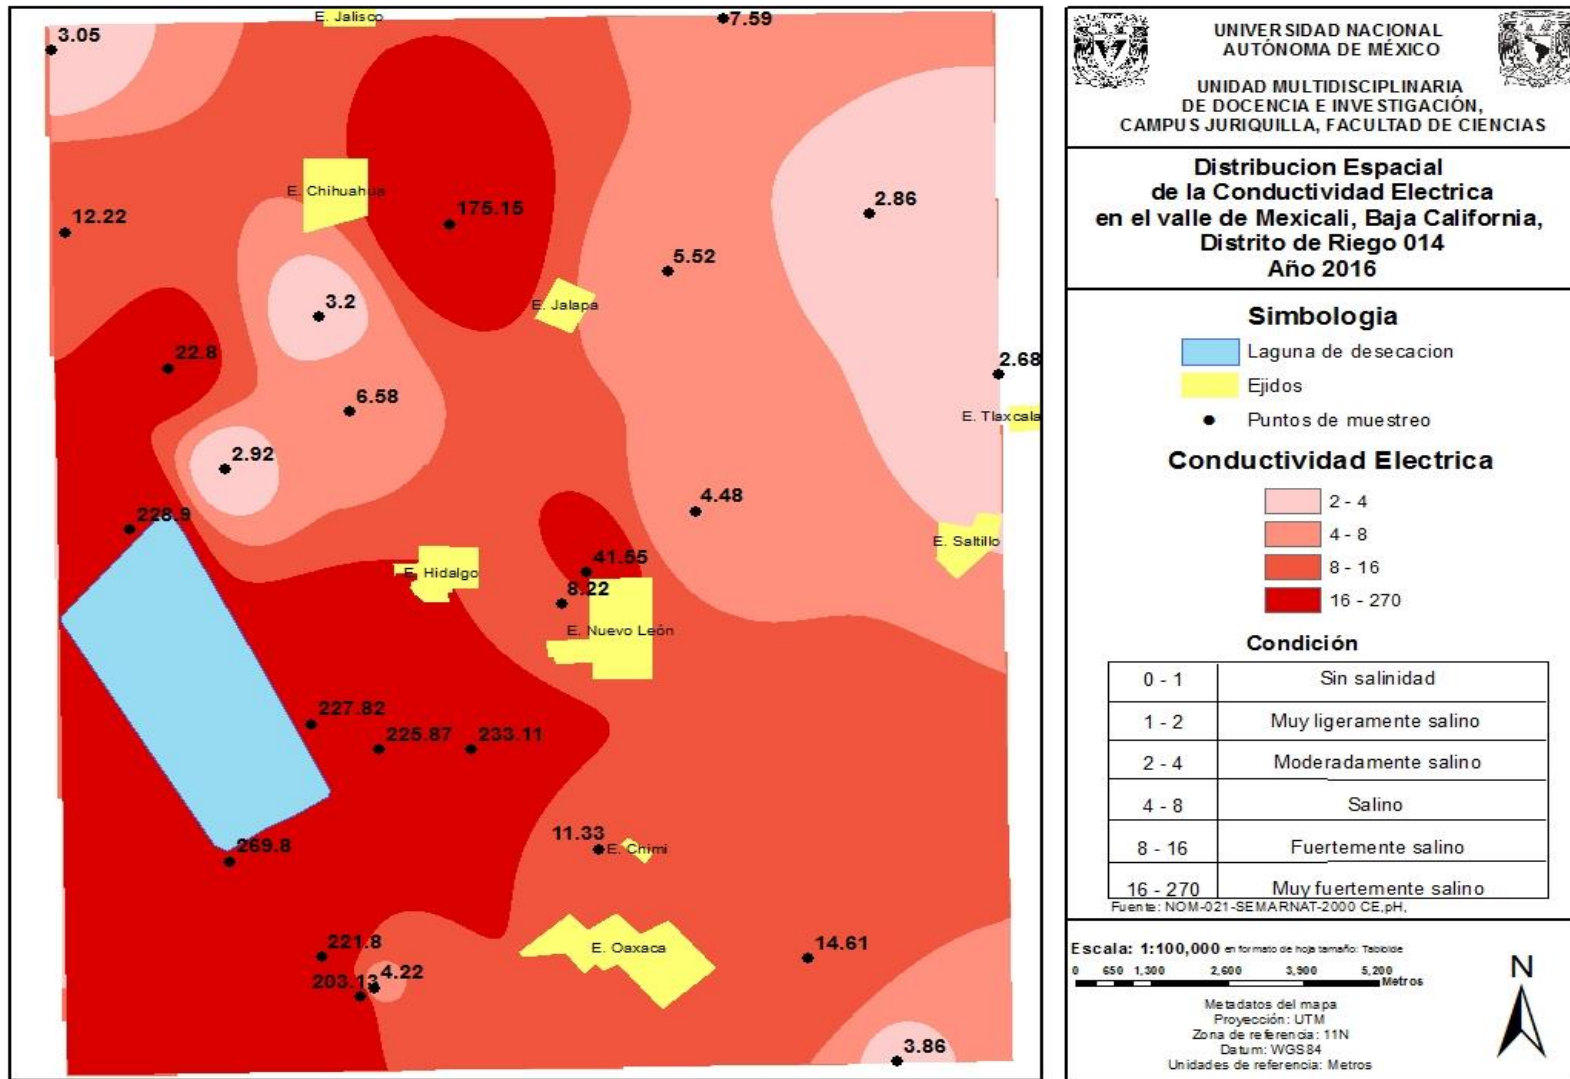 E. Jalisco
7.59
3.05
E. Chihuahua
175.15
2.86
12.22
5.52
3.2
E. Jalapa
22.8
2.68
6.58
E. Tlaxcala
2.92
4.48
228.9
E. Saltillo
41.55
E. Hidalgo
8.22
E. Nuevo León
227.82
225.87
233.11
11.33
E. Chimi
269.8
221.8
E. Oaxaca
14.61
4.22
203.13
3.86
UNIVERSIDAD NACIONAL
AUTÓNOMA DE MÉXICO
UNIDAD MULTIDISCIPLINARIA
DE DOCENCIA E INVESTIGACIÓN,
CAMPUS JURIQUILLA, FACULTAD DE CIENCIAS
Distribucion Espacial
de la Conductividad Electrica
en el valle de Mexicali, Baja California,
Distrito de Riego 014
Año 2016
Simbologia
Laguna de desecacion
Ejidos
Puntos de muestreo
Conductividad Electrica
2 - 4
4 - 8
8 - 16
16 - 270
Condición
0 - 1 Sin salinidad
1 - 2 Muy ligeramente salino
2 - 4 Moderadamente salino
4 - 8 Salino
8 - 16 Fuertemente salino
16 - 270 Muy fuertemente salino
Fuente: NOM-021-SEMARNAT-2000 CE,pH,
Escala: 1:100,000 en formato de hoja tamaño: Tabloide
0 650 1,300 2,600 3,900 5,200
Metros
N
Metadatos del mapa
Proyección: UTM
Zona de referencia: 11N
Datum: WGS84
Unidades de referencia: Metros